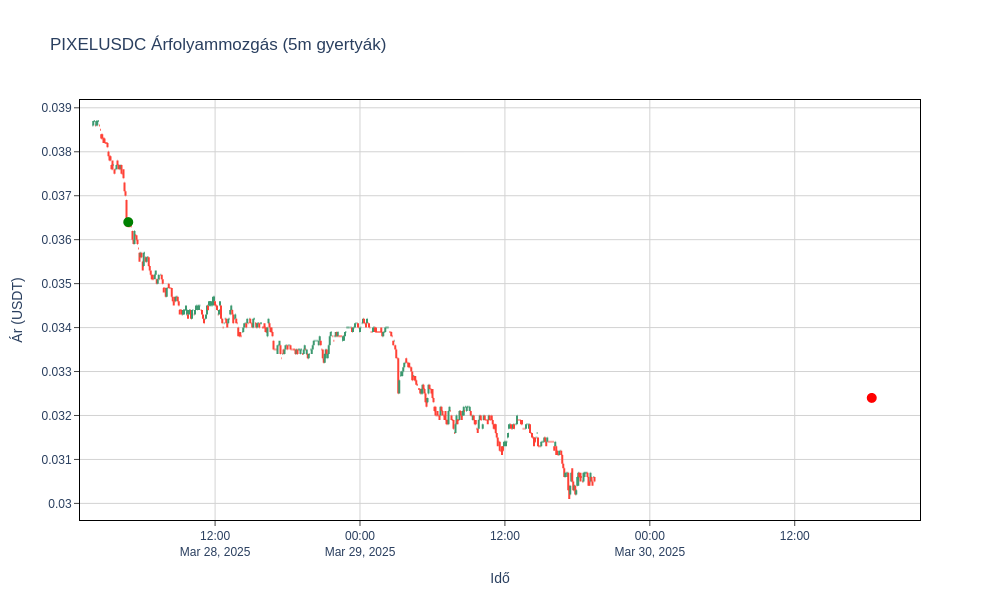 PIXELUSDC Árfolyammozgás (5m gyertyák)
Ár (USDT)
0.039
0.038
0.037
0.036
0.035
0.034
0.033
0.032
0.031
0.03
12:00
Mar 28, 2025
00:00
Mar 29, 2025
12:00
00:00
Mar 30, 2025
12:00
Idő